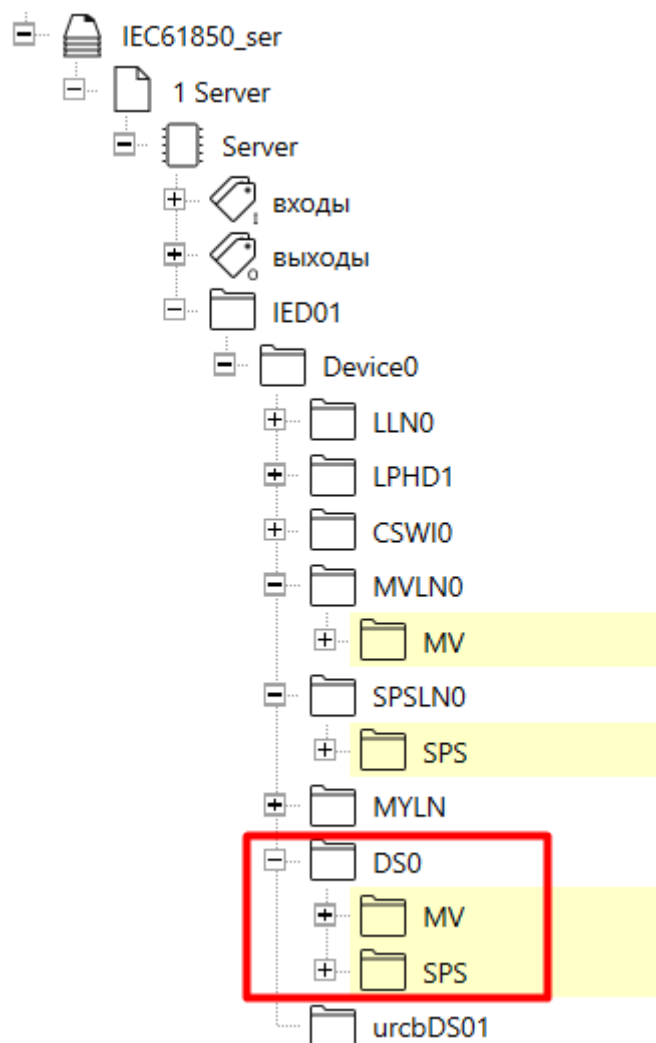 IEC61850_ser
1 Server
Server
входы
выходы
IED01
Device0
LLN0
LPHD1
CSWI0
MVLN0
MV
SPSLN0
SPS
MYLN
DS0
MV
SPS
urcbDS01